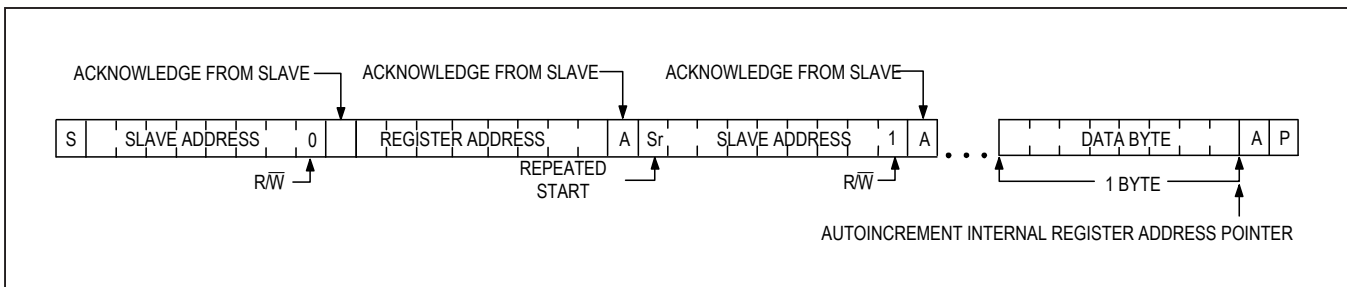 ACKNOWLEDGE FROM SLAVE ACKNOWLEDGE FROM SLAVE ACKNOWLEDGE FROM SLAVE
S SLAVE ADDRESS 0 REGISTER ADDRESS A Sr SLAVE ADDRESS 1 A ... DATA BYTE A P
R/W̅ REPEATED START R/W̅ 1 BYTE
AUTOINCREMENT INTERNAL REGISTER ADDRESS POINTER